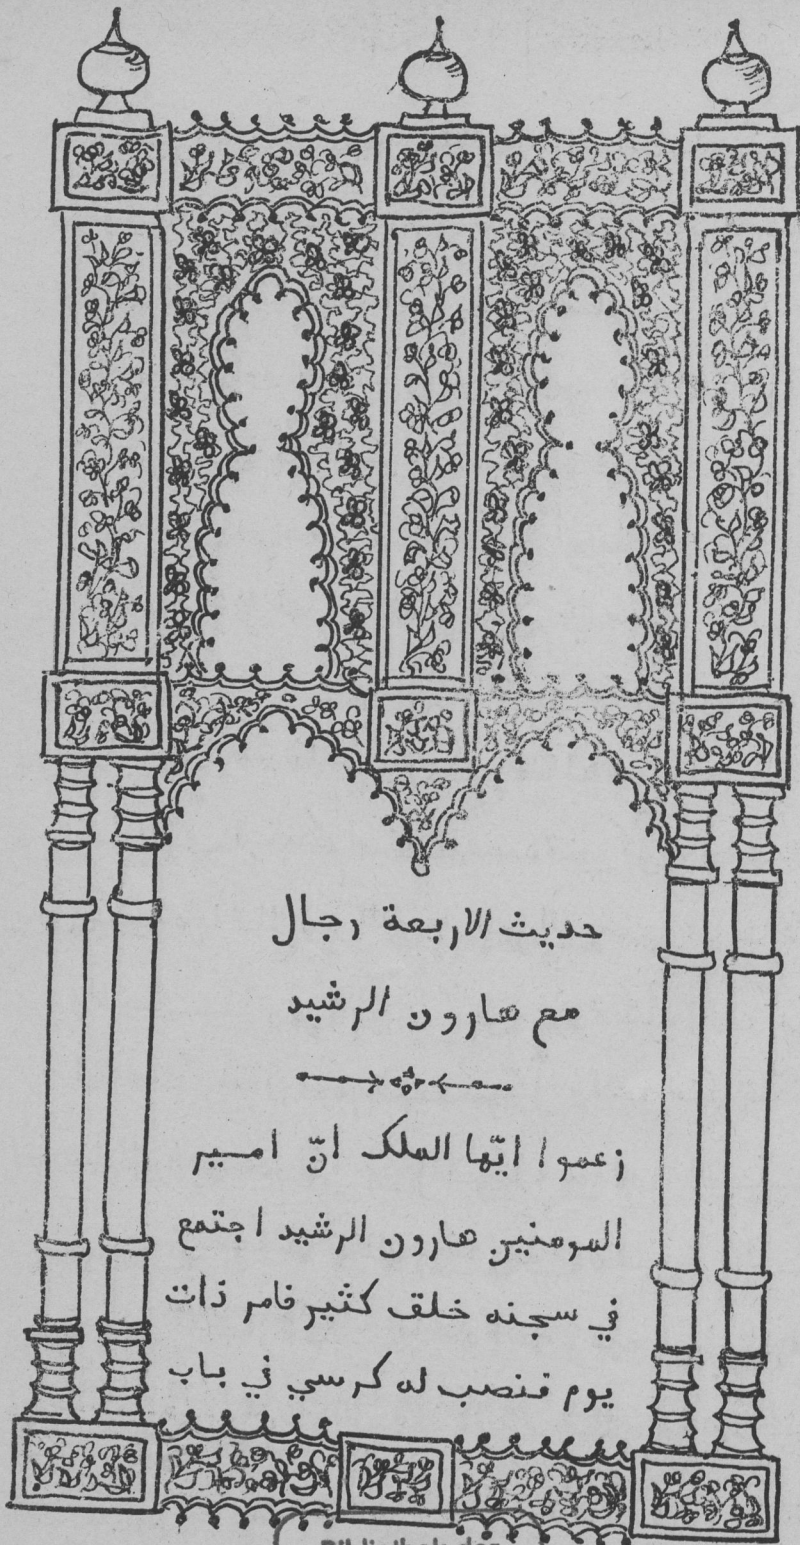 حديث الاربعة رجال
مع هارون الرشيد
زعموا ايّها الملك انّ امير
المومنين هارون الرشيد اجتمع
في سجنه خلق كثير فامر ذات
يوم فنصب له كرسي في باب